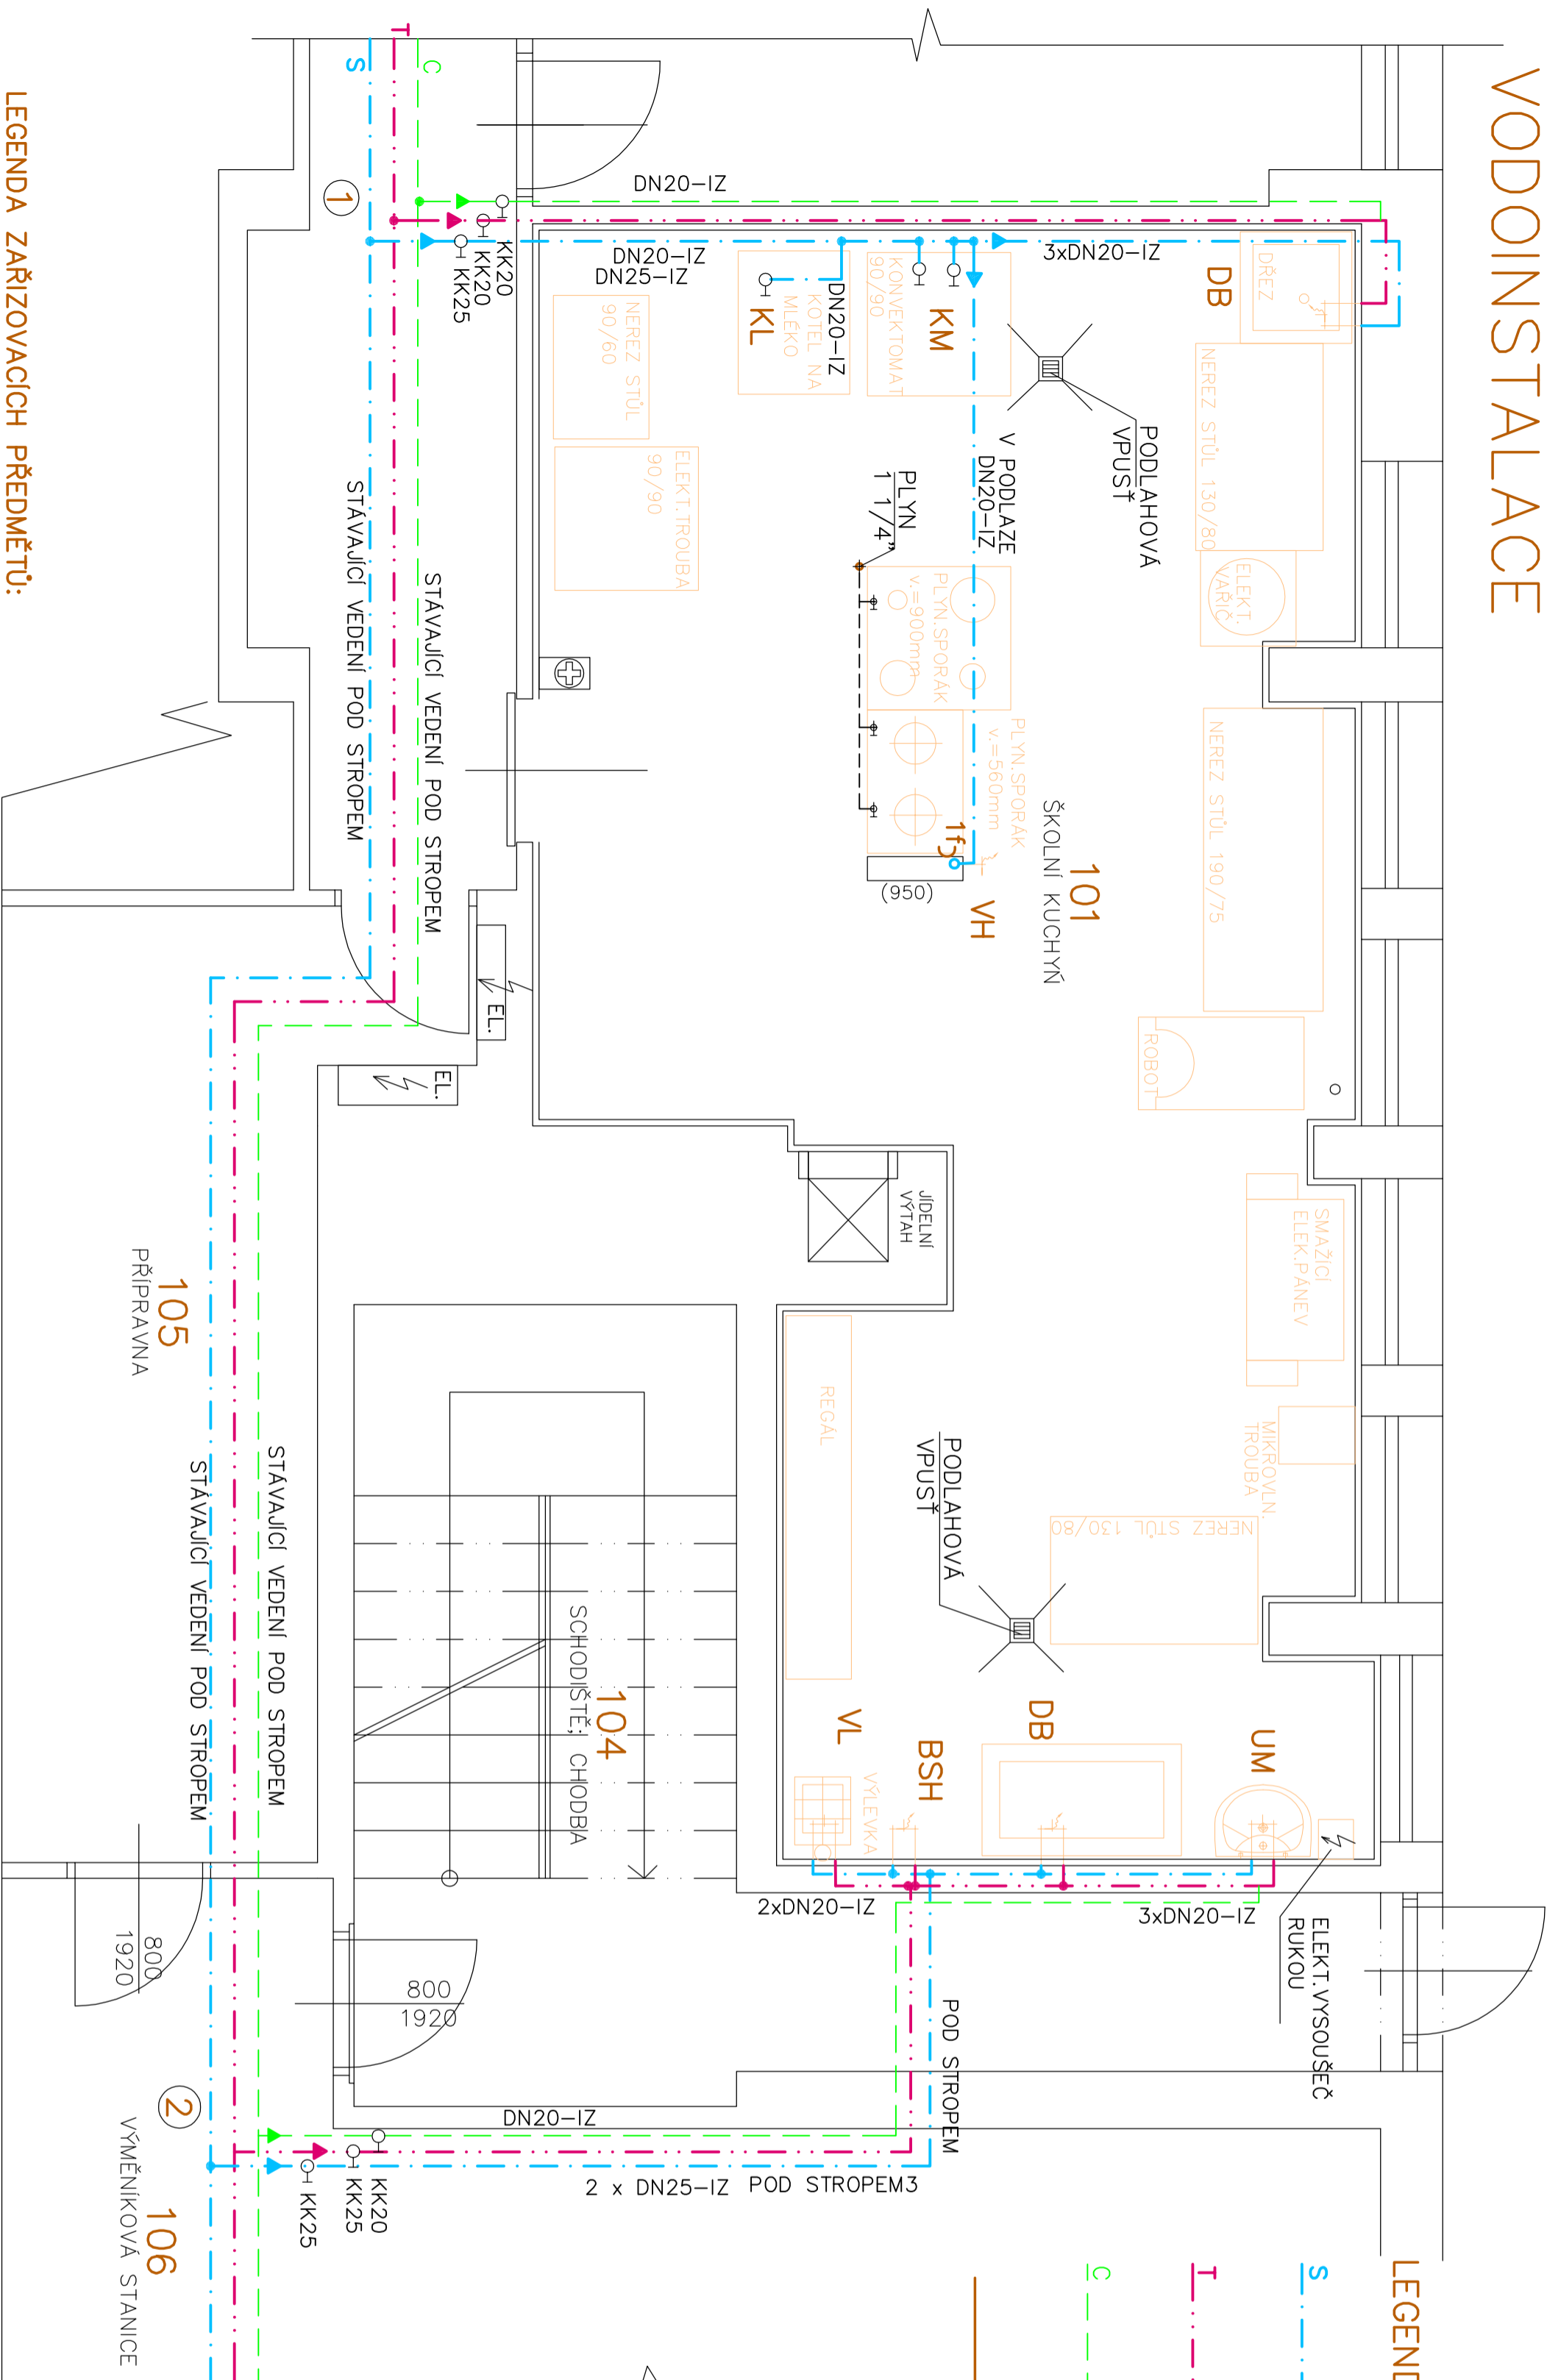 VODOINSTALACE
T
C
S
1
DN20-IZ
DN20-IZ
DN25-IZ
KK20
KK20
KK25
3xDN20-IZ
DB
DŘEZ
KONVEKTOMAT
90/90
KM
DN20-IZ
KOTEL NA
MLÉKO
KL
NEREZ STŮL
90/60
ELEKT.TROUBA
90/90
NEREZ STŮL 130/80
ELEKT.
VAŘIČ
PODLAHOVÁ
VPUSŤ
V PODLAZE
DN20-IZ
PLYN
1 1/4"
PLYN.SPORÁK
v.=900mm
PLYN.SPORÁK
v.=560mm
1f5
(950)
VH
101
ŠKOLNÍ KUCHYŇ
NEREZ STŮL 190/75
ROBOT
STÁVAJÍCÍ VEDENÍ POD STROPEM
STÁVAJÍCÍ VEDENÍ POD STROPEM
EL.
EL.
JÍDELNÍ
VÝTAH
SMAŽÍCÍ
ELEK.PÁNEV
MIKROVLN.
TROUBA
NEREZ STŮL 130/80
REGÁL
PODLAHOVÁ
VPUSŤ
105
PŘÍPRAVNA
STÁVAJÍCÍ VEDENÍ POD STROPEM
STÁVAJÍCÍ VEDENÍ POD STROPEM
104
SCHODIŠTĚ; CHODBA
VL
VÝLEVKA
BSH
DB
UM
2xDN20-IZ
3xDN20-IZ
ELEKT.VYSOUŠEČ
RUKOU
POD STROPEM
800
1920
800
1920
DN20-IZ
2 x DN25-IZ
POD STROPEM3
KK20
KK25
KK25
2
106
VÝMĚNÍKOVÁ STANICE
LEGEND
S
T
C
LEGENDA ZAŘIZOVACÍCH PŘEDMĚTŮ: